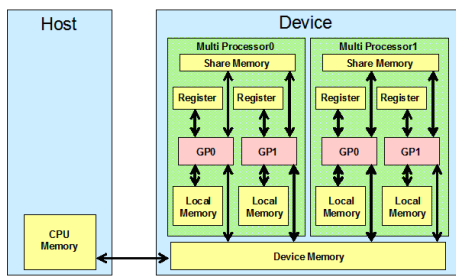 Host
Device
Multi Processor0
Multi Processor1
Share Memory
Share Memory
Register
Register
Register
Register
GP0
GP1
GP0
GP1
Local
Memory
Local
Memory
Local
Memory
Local
Memory
CPU
Memory
Device Memory